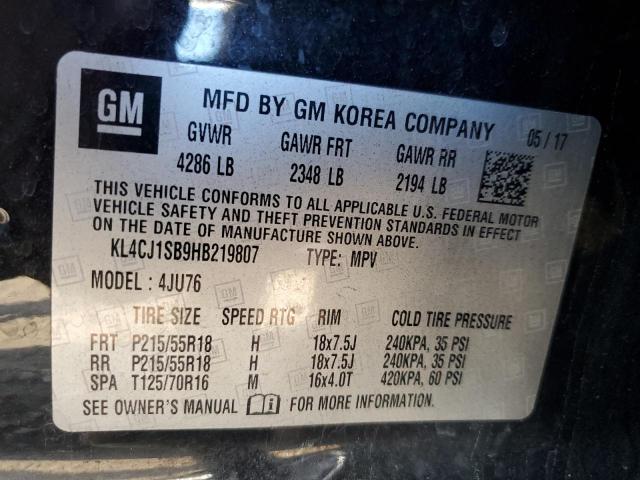 GM MFD BY GM KOREA COMPANY 05 / 17
GVWR GAWR FRT GAWR RR
4286 LB 2348 LB 2194 LB
THIS VEHICLE CONFORMS TO ALL APPLICABLE U.S. FEDERAL MOTOR
VEHICLE SAFETY AND THEFT PREVENTION STANDARDS IN EFFECT
ON THE DATE OF MANUFACTURE SHOWN ABOVE.
KL4CJ1SB9HB219807 TYPE: MPV
MODEL : 4JU76
TIRE SIZE SPEED RTG RIM COLD TIRE PRESSURE
FRT P215/55R18 H 18x7.5J 240KPA, 35 PSI
RR P215/55R18 H 18x7.5J 240KPA, 35 PSI
SPA T125/70R16 M 16x4.0T 420KPA, 60 PSI
SEE OWNER'S MANUAL FOR MORE INFORMATION.